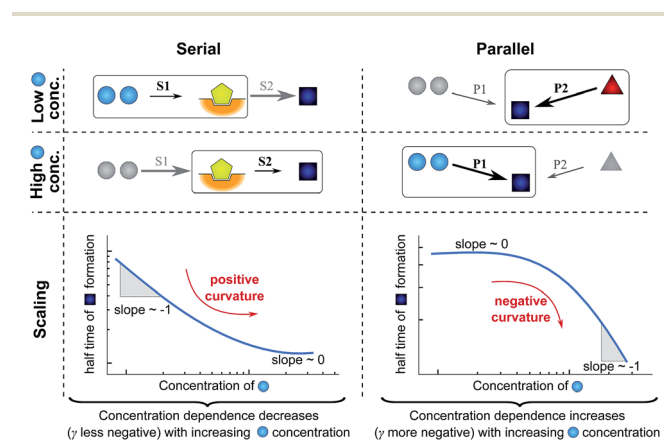 Serial
Parallel
Low conc.
S1
S2
P1
P2
High conc.
S1
S2
P1
P2
Scaling
half time of formation
positive
curvature
slope ~ -1
slope ~ 0
Concentration of
half time of formation
slope ~ 0
negative
curvature
slope ~ -1
Concentration of
Concentration dependence decreases
(γ less negative) with increasing concentration
Concentration dependence increases
(γ more negative) with increasing concentration